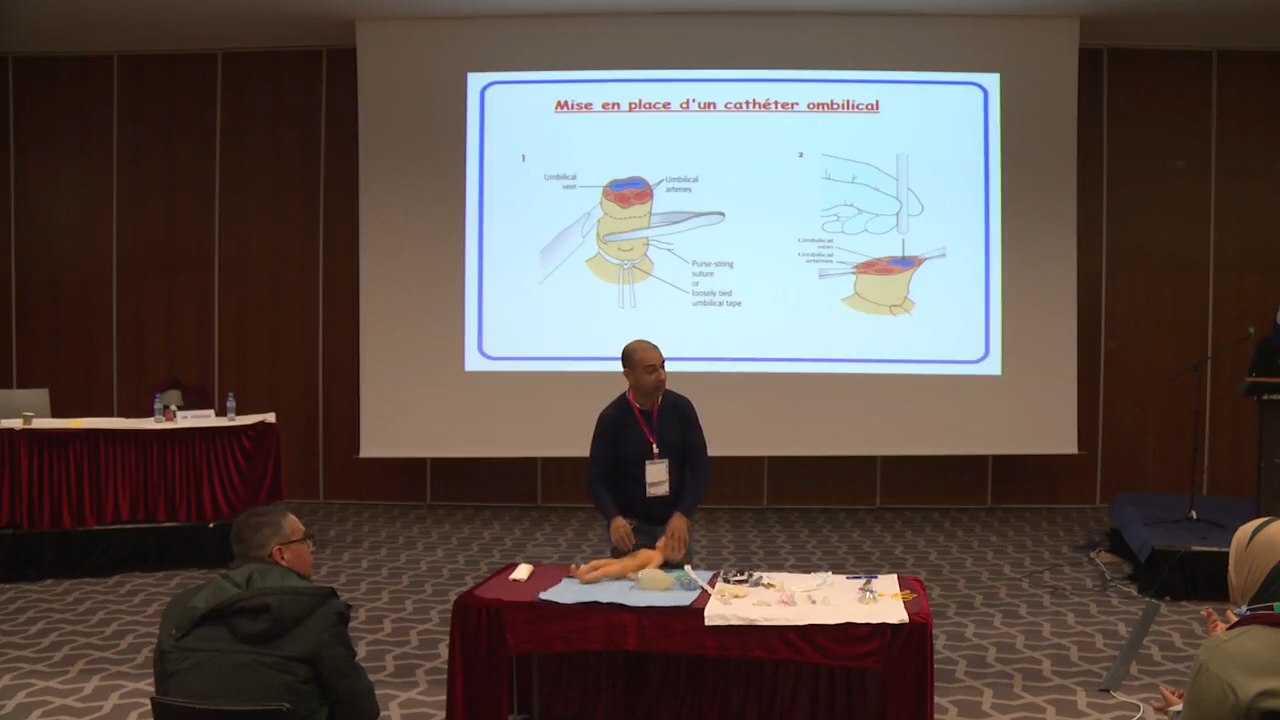 Mise en place d'un cathéter ombilical
1
Umbilical
vein
Umbilical
arteries
Purse-string
suture
or
loosely tied
umbilical tape
2
Umbilical
vein
Umbilical
arteries